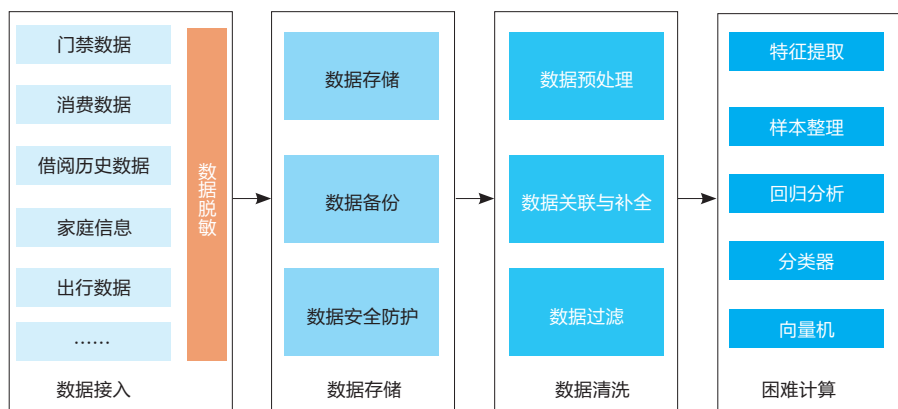 门禁数据
消费数据
借阅历史数据
家庭信息
出行数据
……
数据脱敏
数据接入
数据存储
数据备份
数据安全防护
数据存储
数据预处理
数据关联与补全
数据过滤
数据清洗
特征提取
样本整理
回归分析
分类器
向量机
困难计算